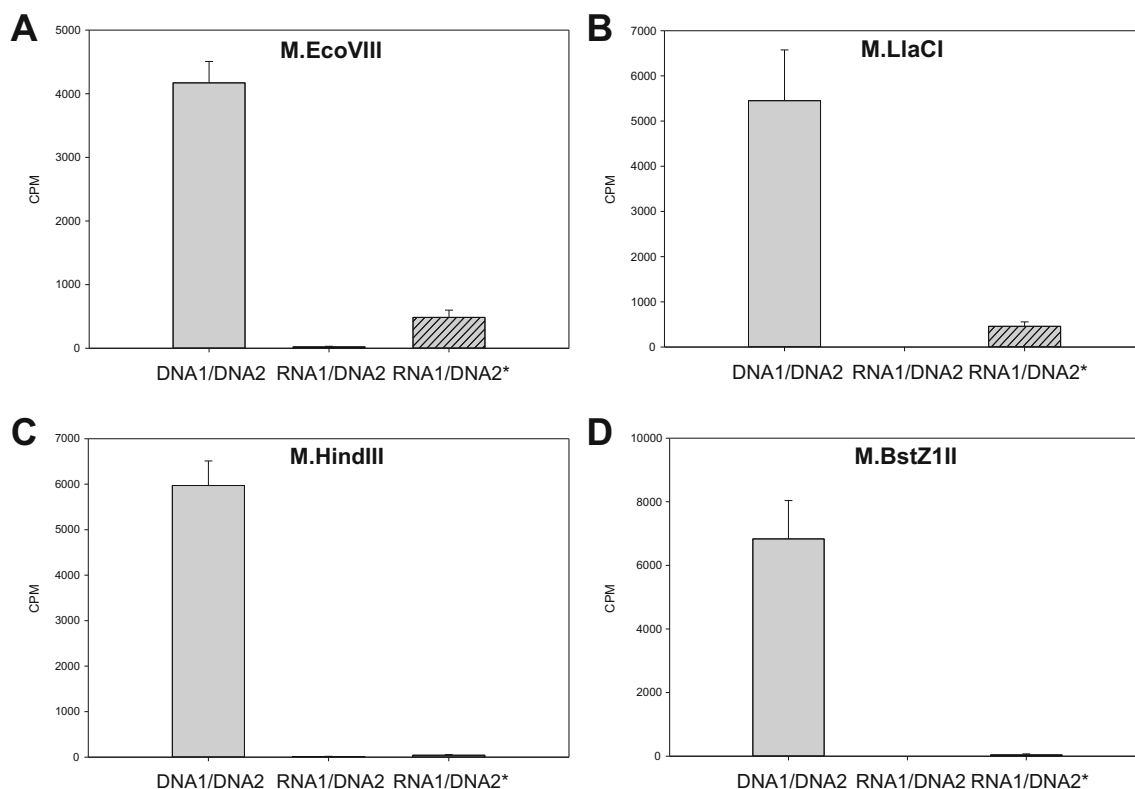 A
M.EcoVIII
5000
4000
3000
2000
1000
0
CPM
DNA1/DNA2 RNA1/DNA2 RNA1/DNA2*
B
M.LlaCI
7000
6000
5000
4000
3000
2000
1000
0
CPM
DNA1/DNA2 RNA1/DNA2 RNA1/DNA2*
C
M.HindIII
7000
6000
5000
4000
3000
2000
1000
0
CPM
DNA1/DNA2 RNA1/DNA2 RNA1/DNA2*
D
M.BstZ1II
10000
8000
6000
4000
2000
0
CPM
DNA1/DNA2 RNA1/DNA2 RNA1/DNA2*